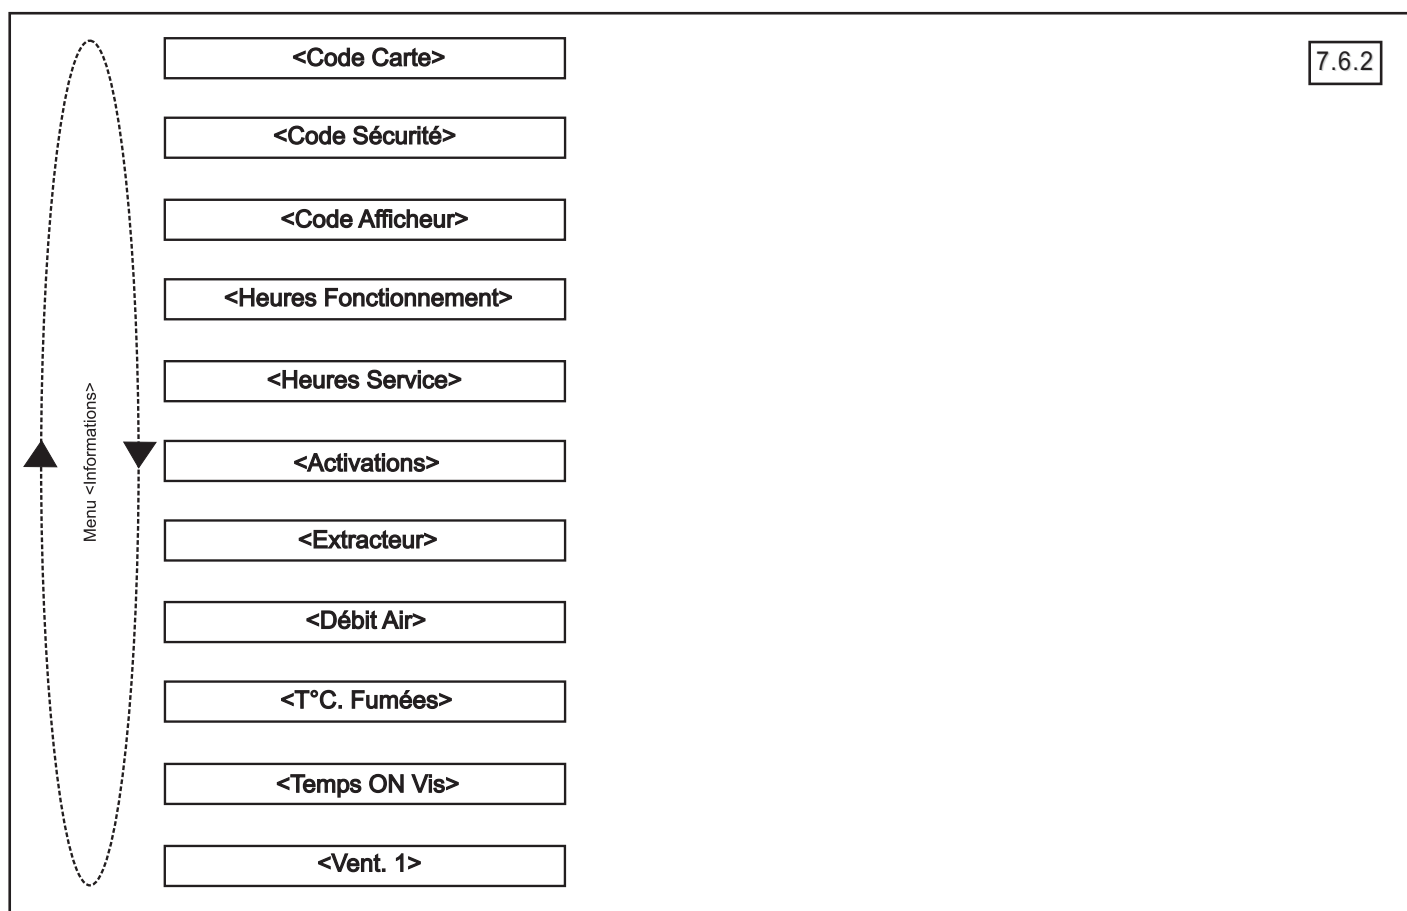 <Code Carte>
7.6.2
<Code Sécurité>
<Code Afficheur>
<Heures Fonctionnement>
<Heures Service>
Menu <Informations>
<Activations>
<Extracteur>
<Débit Air>
<T°C. Fumées>
<Temps ON Vis>
<Vent. 1>